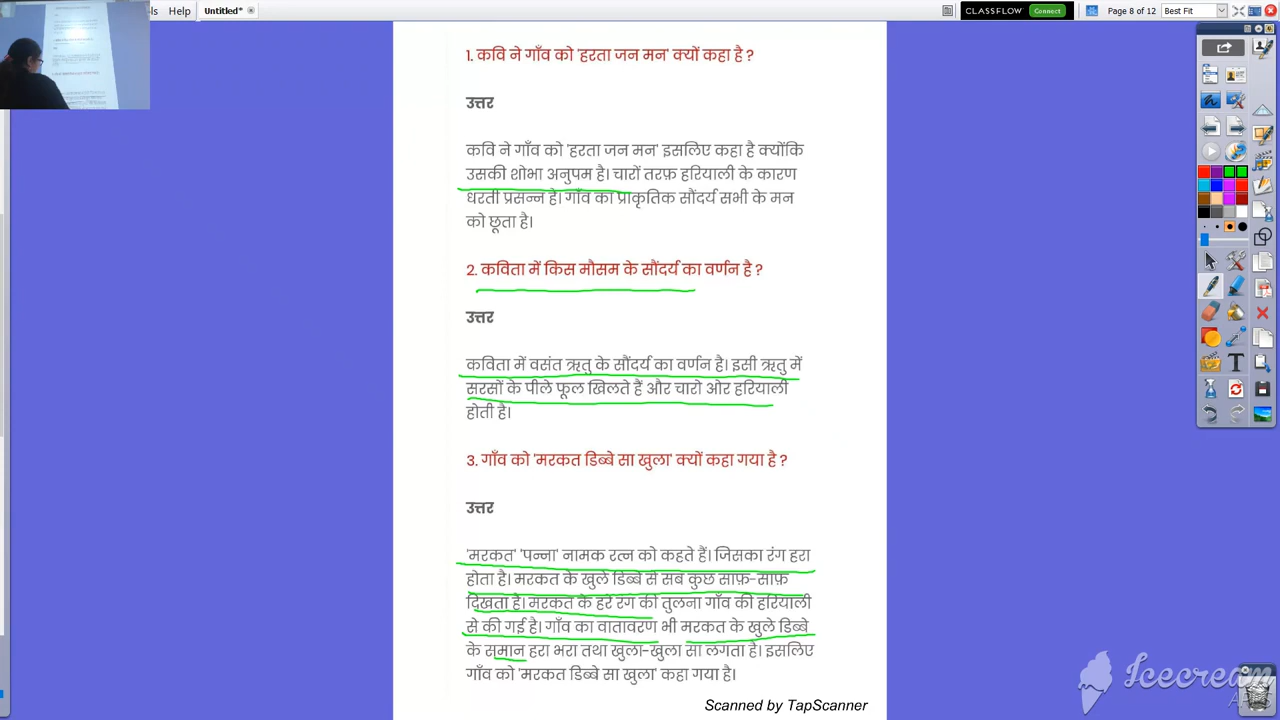 ols Help Untitled*
CLASSFLOW Connect
Page 8 of 12 Best Fit
1. कवि ने गाँव को 'हरता जन मन' क्यों कहा है ?
उत्तर
कवि ने गाँव को 'हरता जन मन' इसलिए कहा है क्योंकि
उसकी शोभा अनुपम है। चारों तरफ़ हरियाली के कारण
धरती प्रसन्न है। गाँव का प्राकृतिक सौंदर्य सभी के मन
को छूता है।
2. कविता में किस मौसम के सौंदर्य का वर्णन है ?
उत्तर
कविता में वसंत ऋतु के सौंदर्य का वर्णन है। इसी ऋतु में
सरसों के पीले फूल खिलते हैं और चारो ओर हरियाली
होती है।
3. गाँव को 'मरकत डिब्बे सा खुला' क्यों कहा गया है ?
उत्तर
'मरकत' 'पन्ना' नामक रत्न को कहते हैं। जिसका रंग हरा
होता है। मरकत के खुले डिब्बे से सब कुछ साफ़-साफ़
दिखता है। मरकत के हरे रंग की तुलना गाँव की हरियाली
से की गई है। गाँव का वातावरण भी मरकत के खुले डिब्बे
के समान हरा भरा तथा खुला-खुला सा लगता है। इसलिए
गाँव को 'मरकत डिब्बे सा खुला' कहा गया है।
Scanned by TapScanner
Icecream
APPS